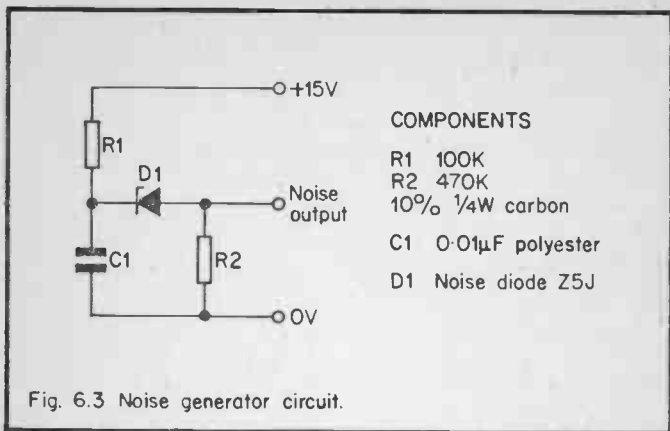 +15V
R1
D1
Noise
output
C1
R2
0V
COMPONENTS
R1 100K
R2 470K
10% ¼W carbon
C1 0·01µF polyester
D1 Noise diode Z5J
Fig. 6.3 Noise generator circuit.